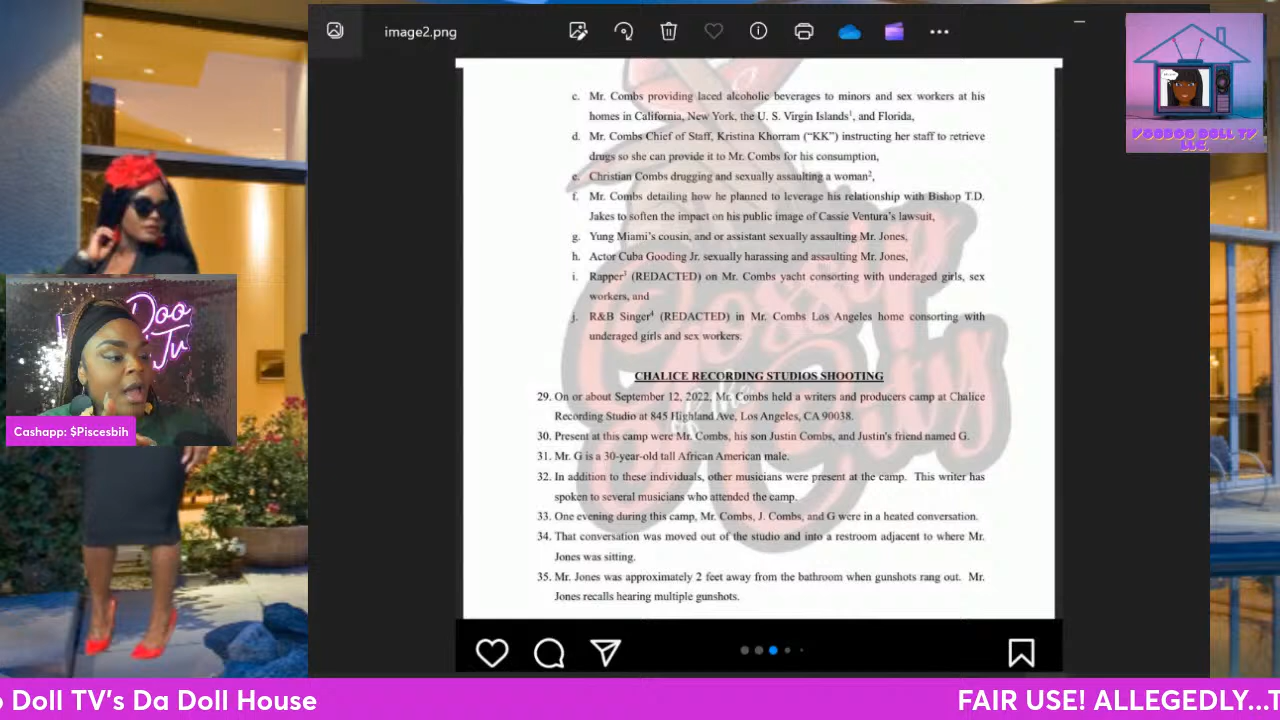 image2.png
VOODOO DOLL TV
LLC.
c. Mr. Combs providing laced alcoholic beverages to minors and sex workers at his
homes in California, New York, the U. S. Virgin Islands¹, and Florida,
d. Mr. Combs Chief of Staff, Kristina Khorram (“KK”) instructing her staff to retrieve
drugs so she can provide it to Mr. Combs for his consumption,
e. Christian Combs drugging and sexually assaulting a woman²,
f. Mr. Combs detailing how he planned to leverage his relationship with Bishop T.D.
Jakes to soften the impact on his public image of Cassie Ventura’s lawsuit,
g. Yung Miami’s cousin, and or assistant sexually assaulting Mr. Jones,
h. Actor Cuba Gooding Jr. sexually harassing and assaulting Mr. Jones,
i. Rapper³ (REDACTED) on Mr. Combs yacht consorting with underaged girls, sex
workers, and
j. R&B Singer⁴ (REDACTED) in Mr. Combs Los Angeles home consorting with
underaged girls and sex workers.
CHALICE RECORDING STUDIOS SHOOTING
29. On or about September 12, 2022, Mr. Combs held a writers and producers camp at Chalice
Recording Studio at 845 Highland Ave, Los Angeles, CA 90038.
30. Present at this camp were Mr. Combs, his son Justin Combs, and Justin’s friend named G.
31. Mr. G is a 30-year-old tall African American male.
32. In addition to these individuals, other musicians were present at the camp. This writer has
spoken to several musicians who attended the camp.
33. One evening during this camp, Mr. Combs, J. Combs, and G were in a heated conversation.
34. That conversation was moved out of the studio and into a restroom adjacent to where Mr.
Jones was sitting.
35. Mr. Jones was approximately 2 feet away from the bathroom when gunshots rang out. Mr.
Jones recalls hearing multiple gunshots.
Doo
Tv
Cashapp: $Piscesbih
o Doll TV's Da Doll House
FAIR USE! ALLEGEDLY...T